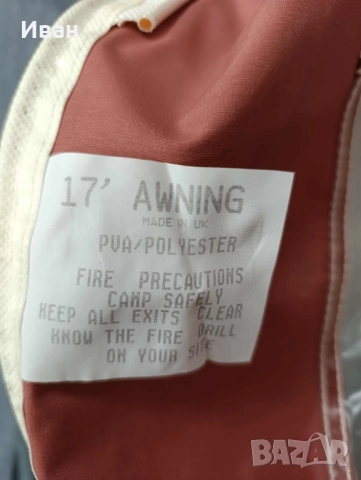 Иван
17' AWNING
MADE IN UK
PVA/POLYESTER
FIRE PRECAUTIONS
CAMP SAFELY
KEEP ALL EXITS CLEAR
KNOW THE FIRE DRILL
ON YOUR SITE
BAZAR